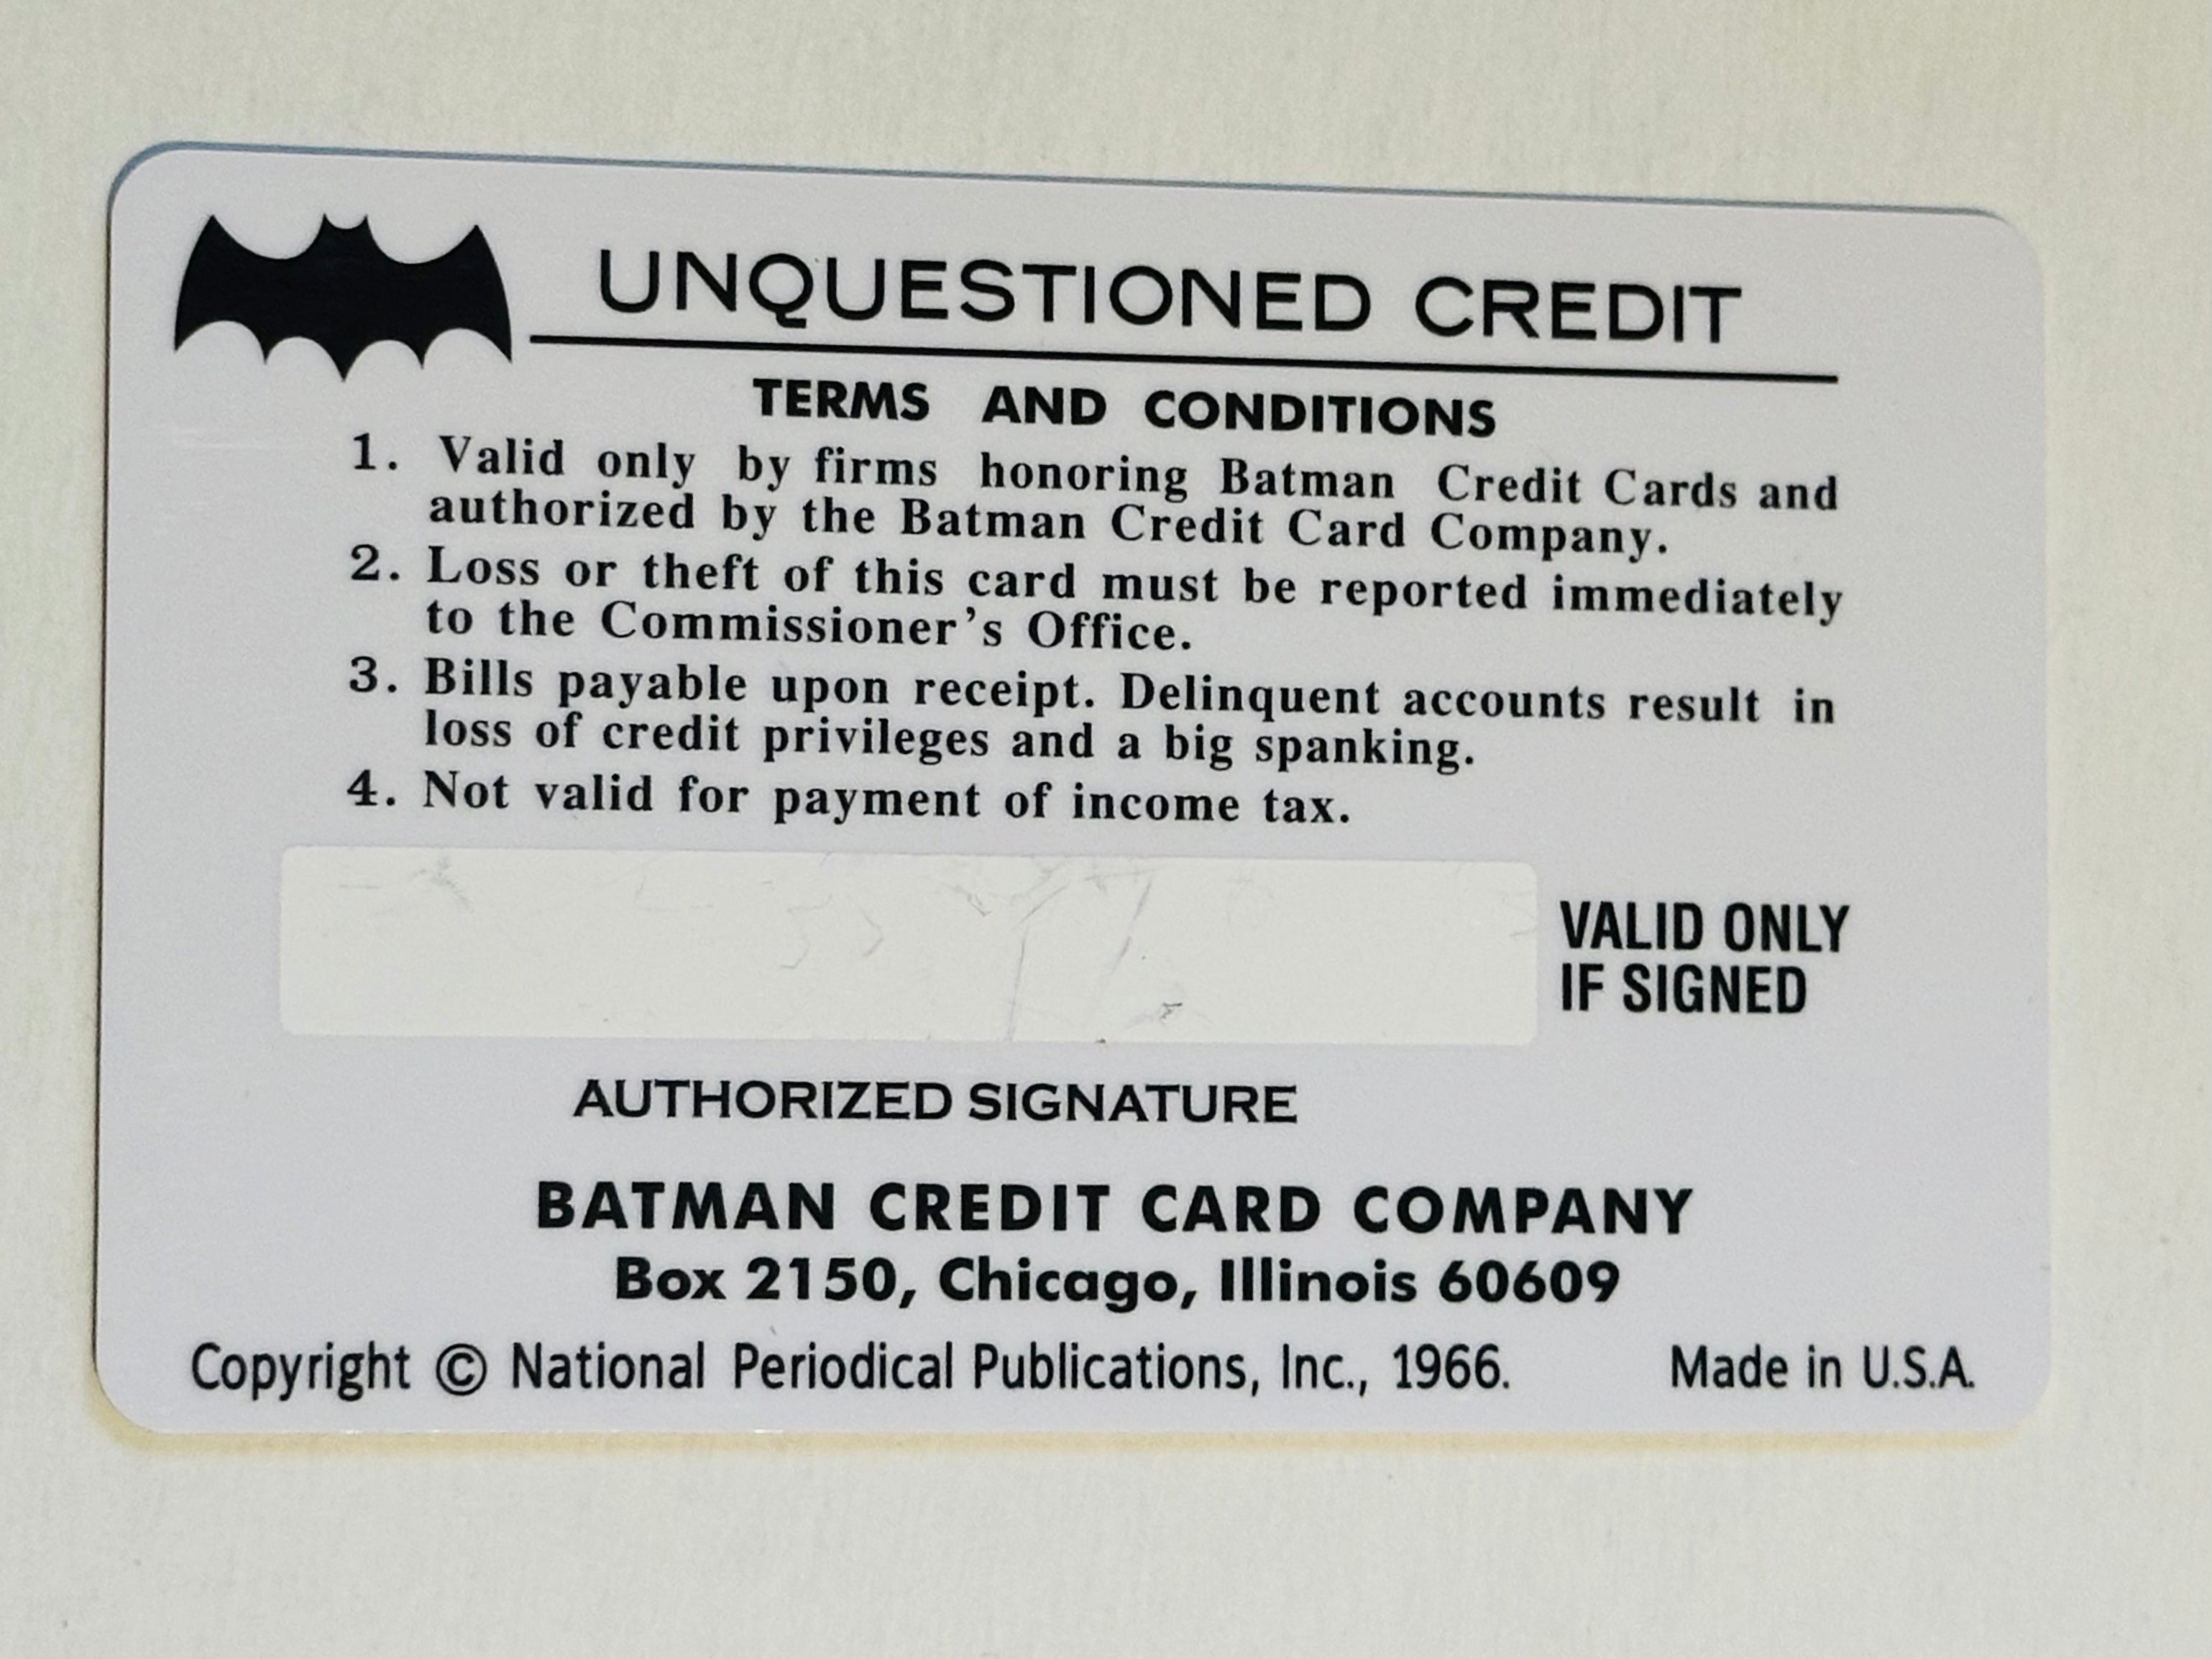 UNQUESTIONED CREDIT
TERMS AND CONDITIONS
1. Valid only by firms honoring Batman Credit Cards and
authorized by the Batman Credit Card Company.
2. Loss or theft of this card must be reported immediately
to the Commissioner's Office.
3. Bills payable upon receipt. Delinquent accounts result in
loss of credit privileges and a big spanking.
4. Not valid for payment of income tax.
VALID ONLY
IF SIGNED
AUTHORIZED SIGNATURE
BATMAN CREDIT CARD COMPANY
Box 2150, Chicago, Illinois 60609
Copyright © National Periodical Publications, Inc., 1966. Made in U.S.A.